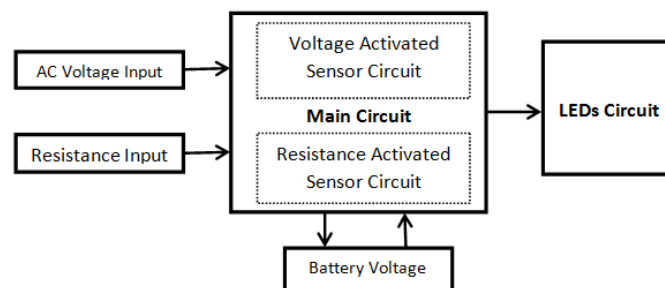 AC Voltage Input
Resistance Input
Voltage Activated
Sensor Circuit
Main Circuit
Resistance Activated
Sensor Circuit
LEDs Circuit
Battery Voltage